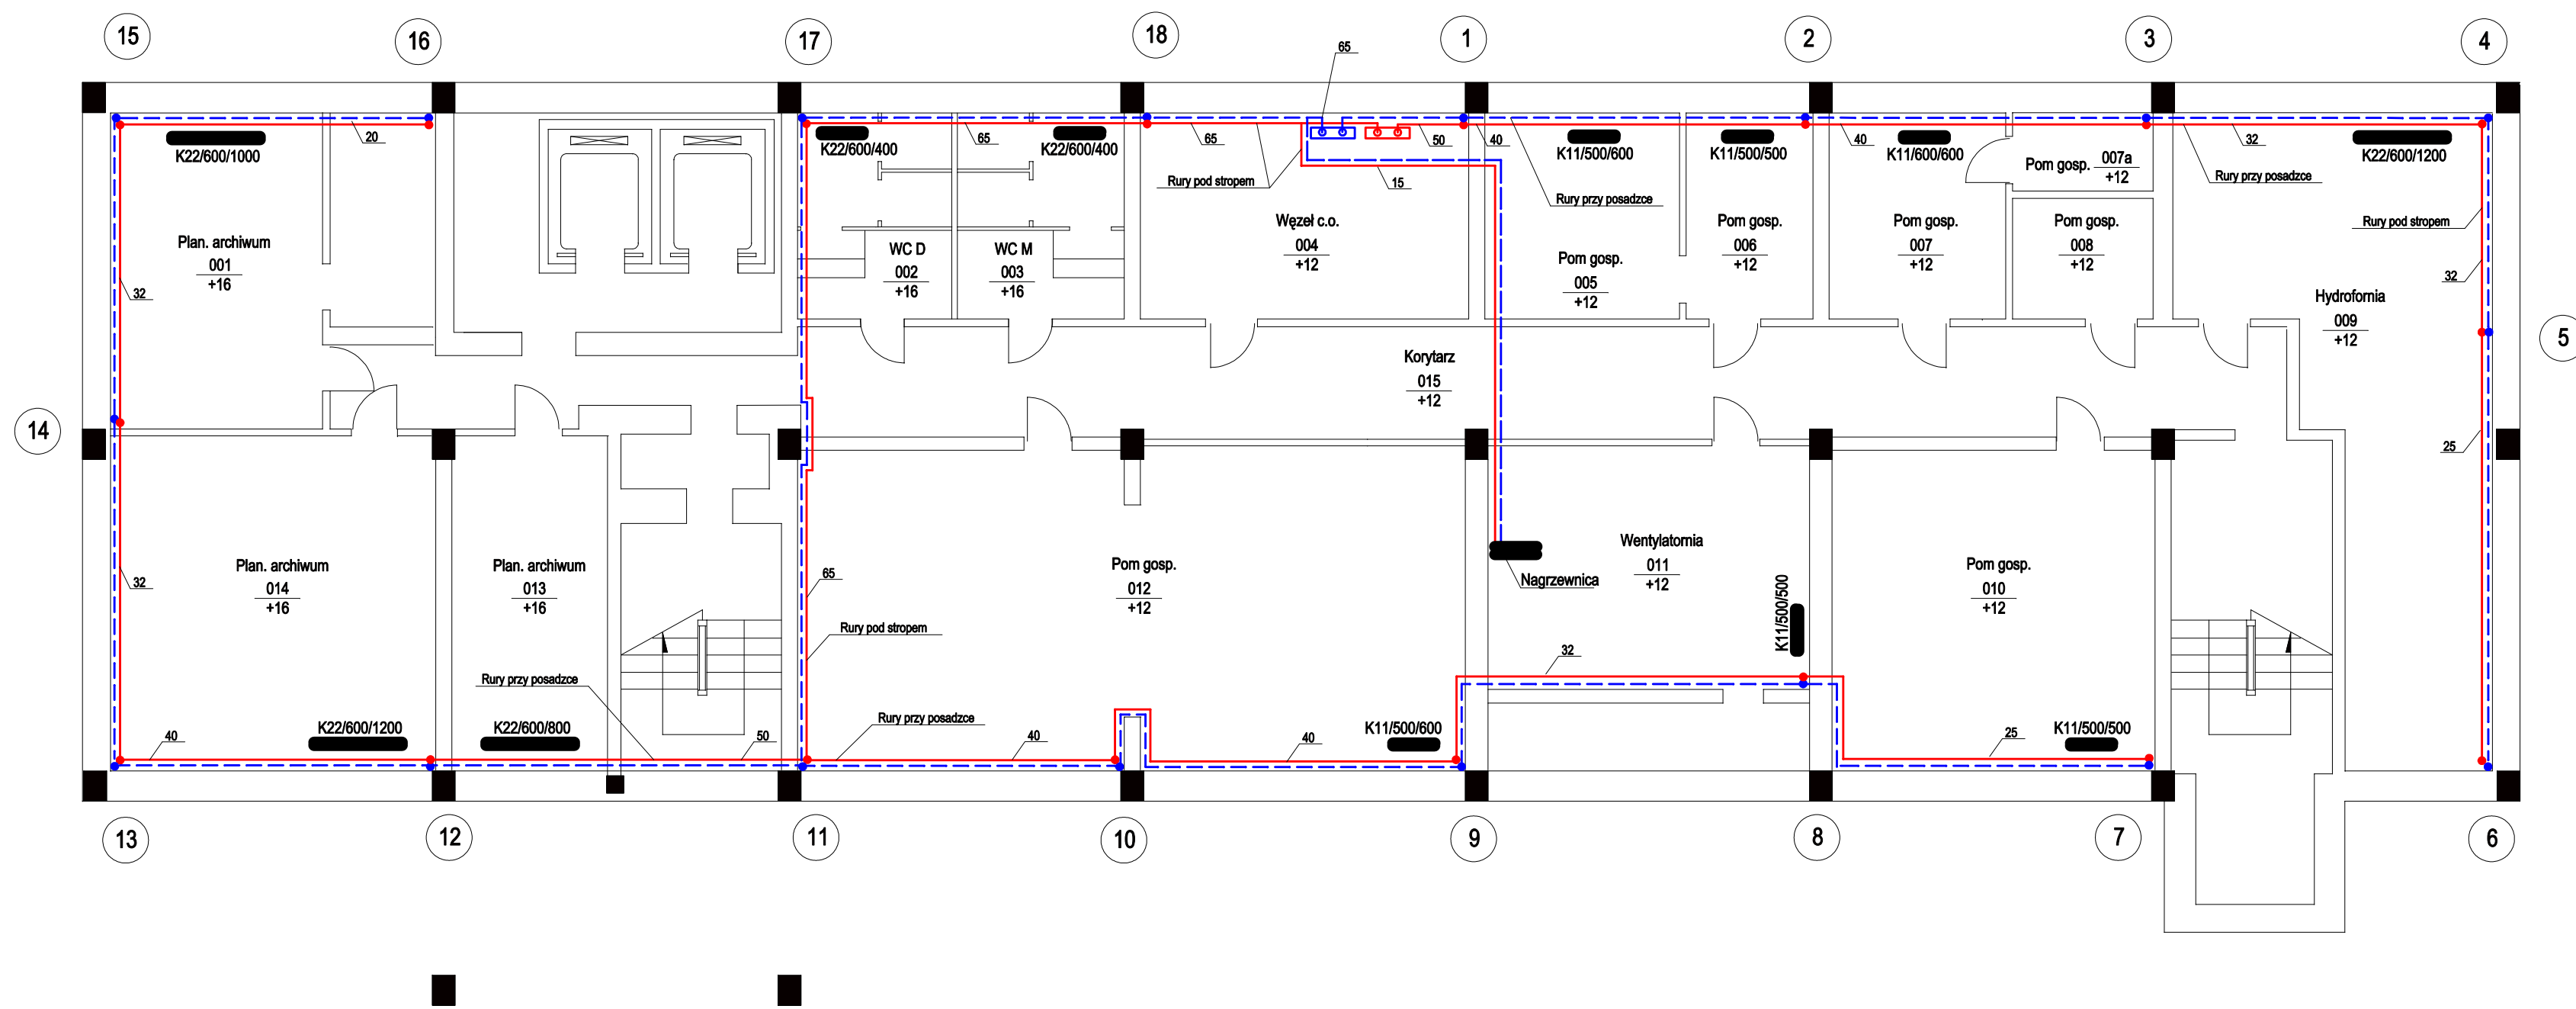 15
16
17
18
1
2
3
4
65
K22/600/1000
20
K22/600/400
65
K22/600/400
65
50
40
K11/500/600
K11/500/500
40
K11/600/600
32
K22/600/1200
Rury pod stropem
15
Rury przy posadzce
Pom gosp. 007a
+12
Rury przy posadzce
Plan. archiwum
001
+16
WC D
002
+16
WC M
003
+16
Węzeł c.o.
004
+12
Pom gosp.
005
+12
Pom gosp.
006
+12
Pom gosp.
007
+12
Pom gosp.
008
+12
Rury pod stropem
32
Hydrofornia
009
+12
32
5
Korytarz
015
+12
14
25
Plan. archiwum
014
+16
32
Plan. archiwum
013
+16
65
Pom gosp.
012
+12
Nagrzewnica
Wentylatornia
011
+12
K11/500/500
Pom gosp.
010
+12
Rury pod stropem
32
Rury przy posadzce
Rury przy posadzce
40
K22/600/1200
K22/600/800
50
40
40
K11/500/600
25
K11/500/500
13
12
11
10
9
8
7
6